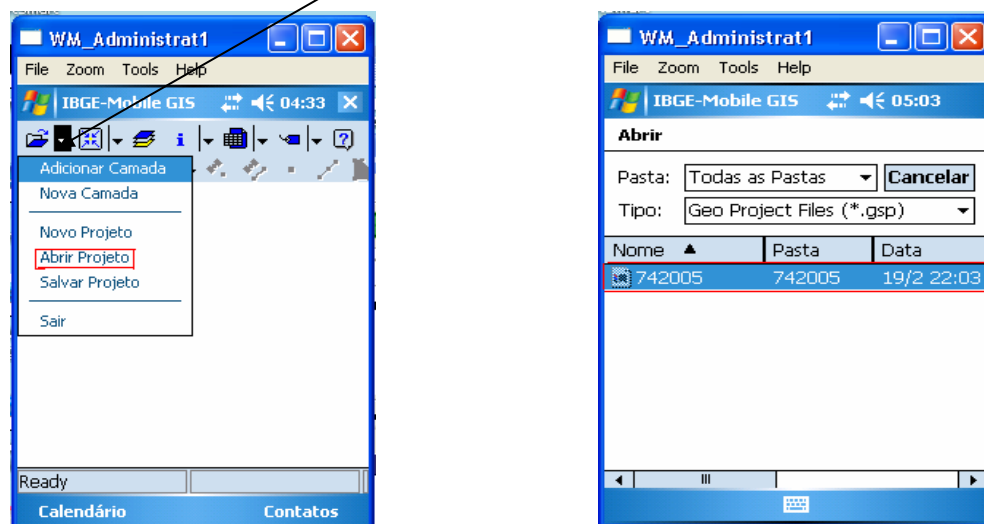 WM_Administrat1
File Zoom Tools Help
IBGE-Mobile GIS 04:33
Adicionar Camada
Nova Camada
Novo Projeto
Abrir Projeto
Salvar Projeto
Sair
Ready
Calendário Contatos
WM_Administrat1
File Zoom Tools Help
IBGE-Mobile GIS 05:03
Abrir
Pasta: Todas as Pastas Cancelar
Tipo: Geo Project Files (*.gsp)
Nome Pasta Data
742005 742005 19/2 22:03